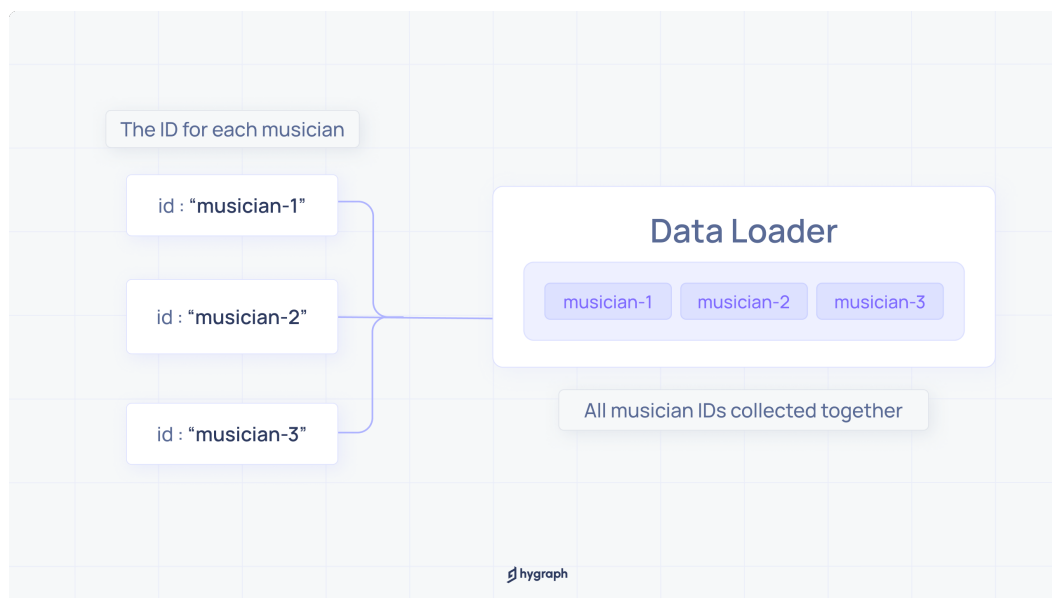 The ID for each musician
id : “musician-1”
id : “musician-2”
id : “musician-3”
Data Loader
musician-1 musician-2 musician-3
All musician IDs collected together
hygraph